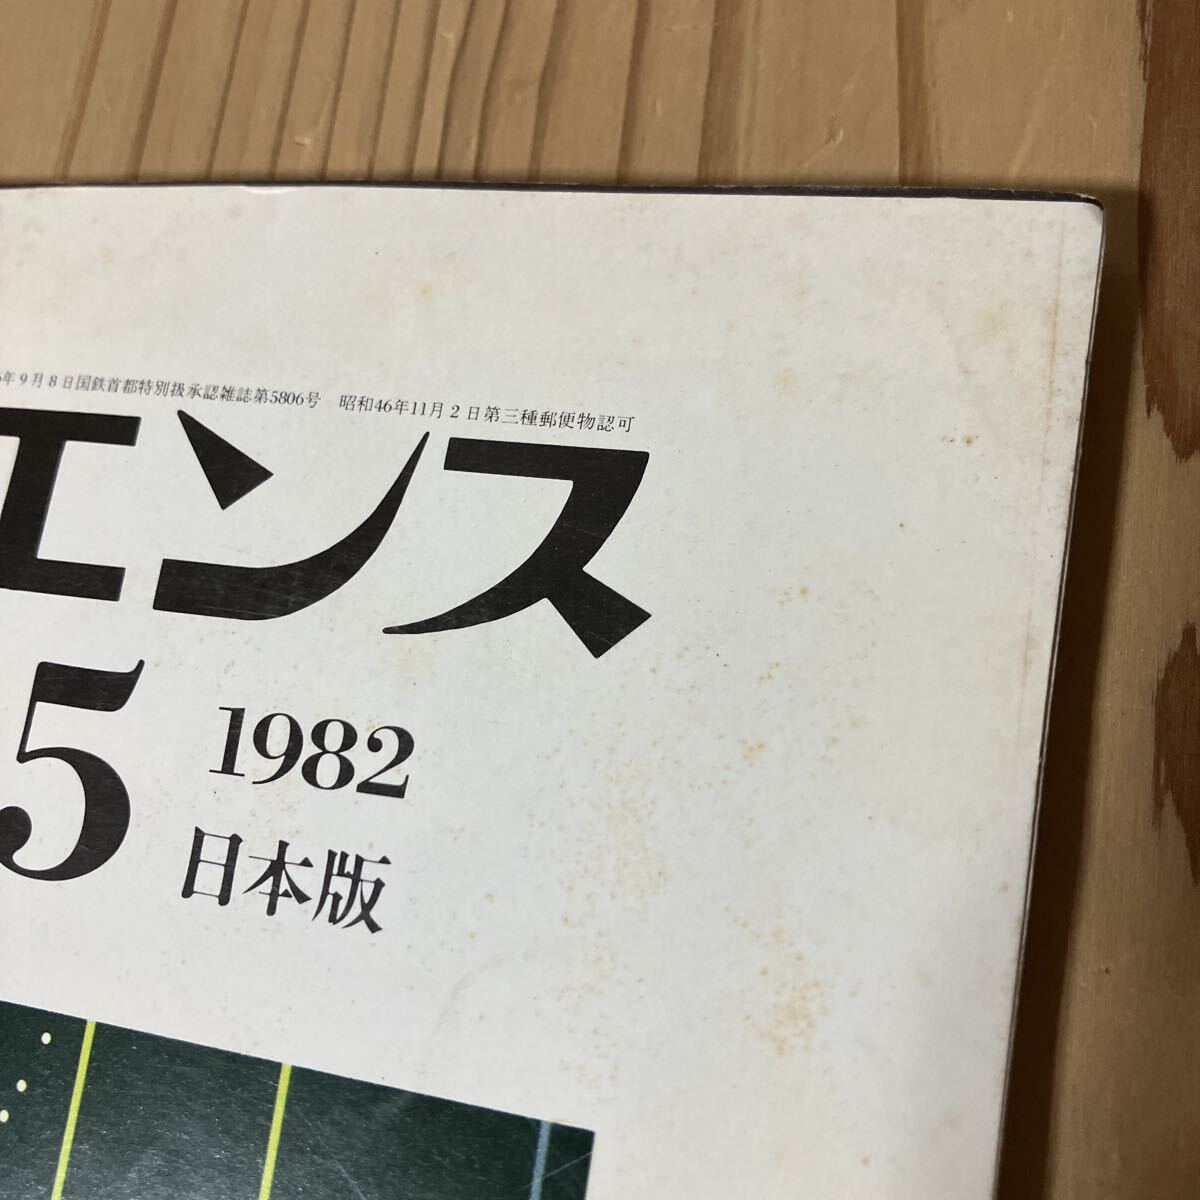 年9月8日国鉄首都特別扱承認雑誌第5806号 昭和46年11月2日第三種郵便物認可
エンス
5 1982
日本版